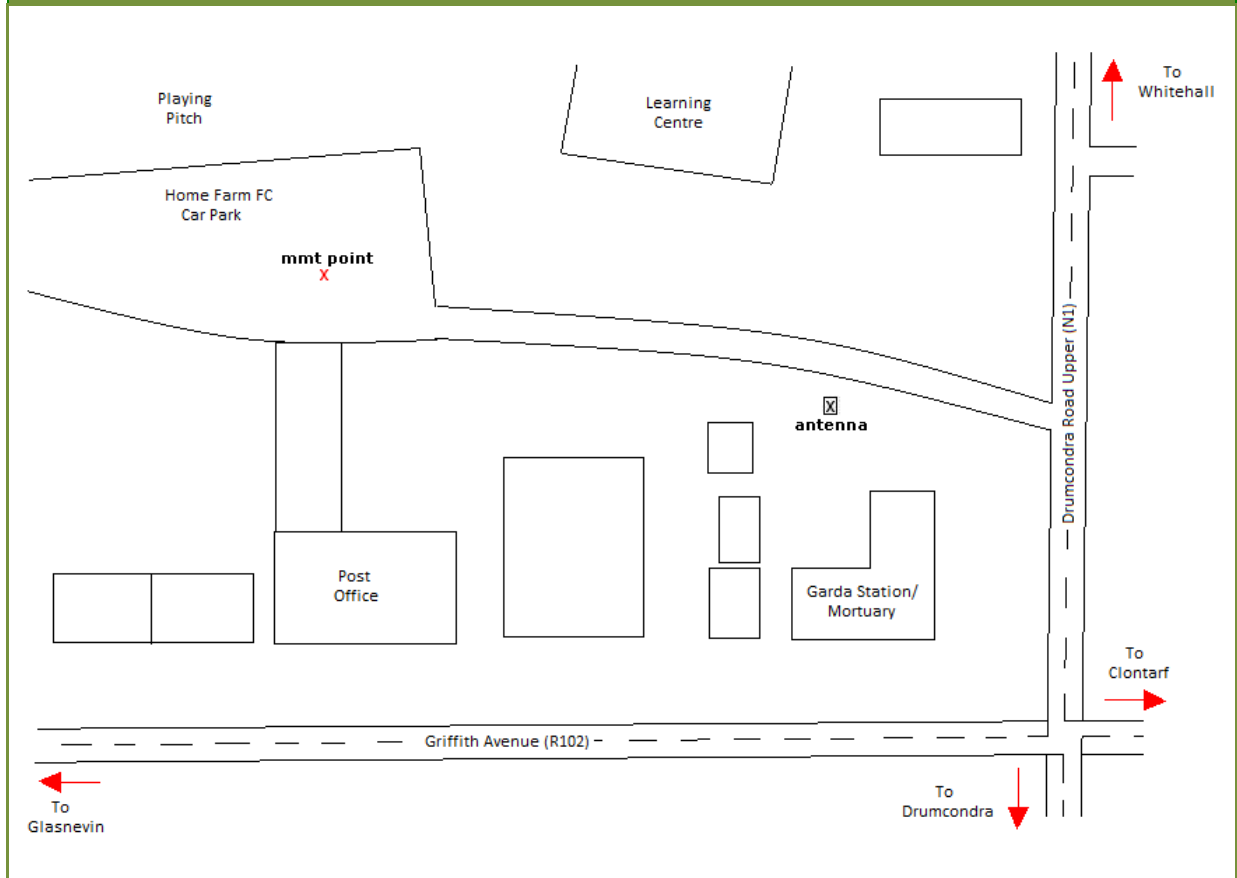 Playing
Pitch
Learning
Centre
To
Whitehall
Home Farm FC
Car Park
mmt point
X
Drumcondra Road Upper (N1)
X
antenna
Post
Office
Garda Station/
Mortuary
To
Clontarf
Griffith Avenue (R102)
To
Glasnevin
To
Drumcondra